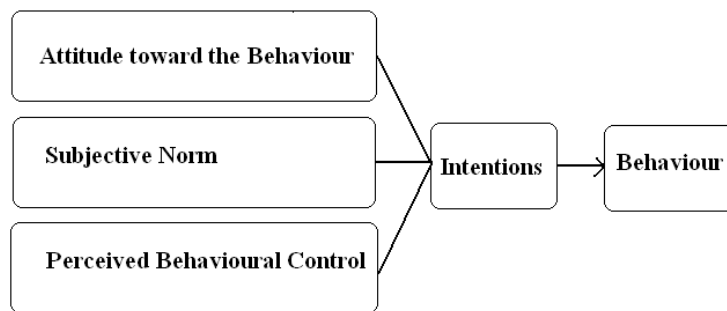 Attitude toward the Behaviour
Subjective Norm
Perceived Behavioural Control
Intentions
Behaviour